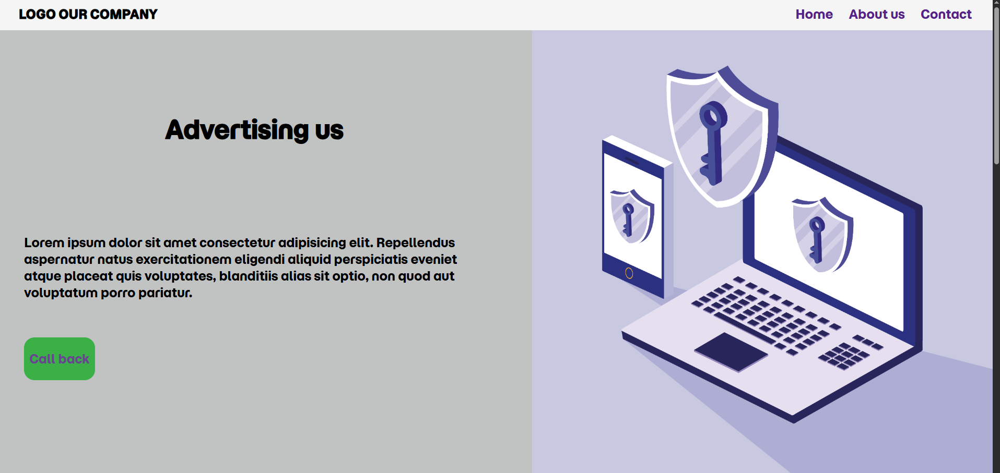 LOGO OUR COMPANY
Home About us Contact
Advertising us
Lorem ipsum dolor sit amet consectetur adipisicing elit. Repellendus
aspernatur natus exercitationem eligendi aliquid perspiciatis eveniet
atque placeat quis voluptates, blanditiis alias sit optio, non quod aut
voluptatum porro pariatur.
Call back